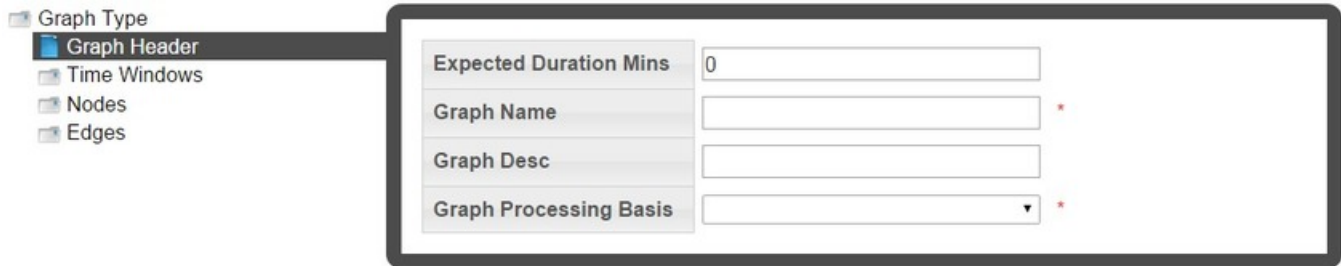 Graph Type
Graph Header
Time Windows
Nodes
Edges
Expected Duration Mins 0
Graph Name *
Graph Desc
Graph Processing Basis *